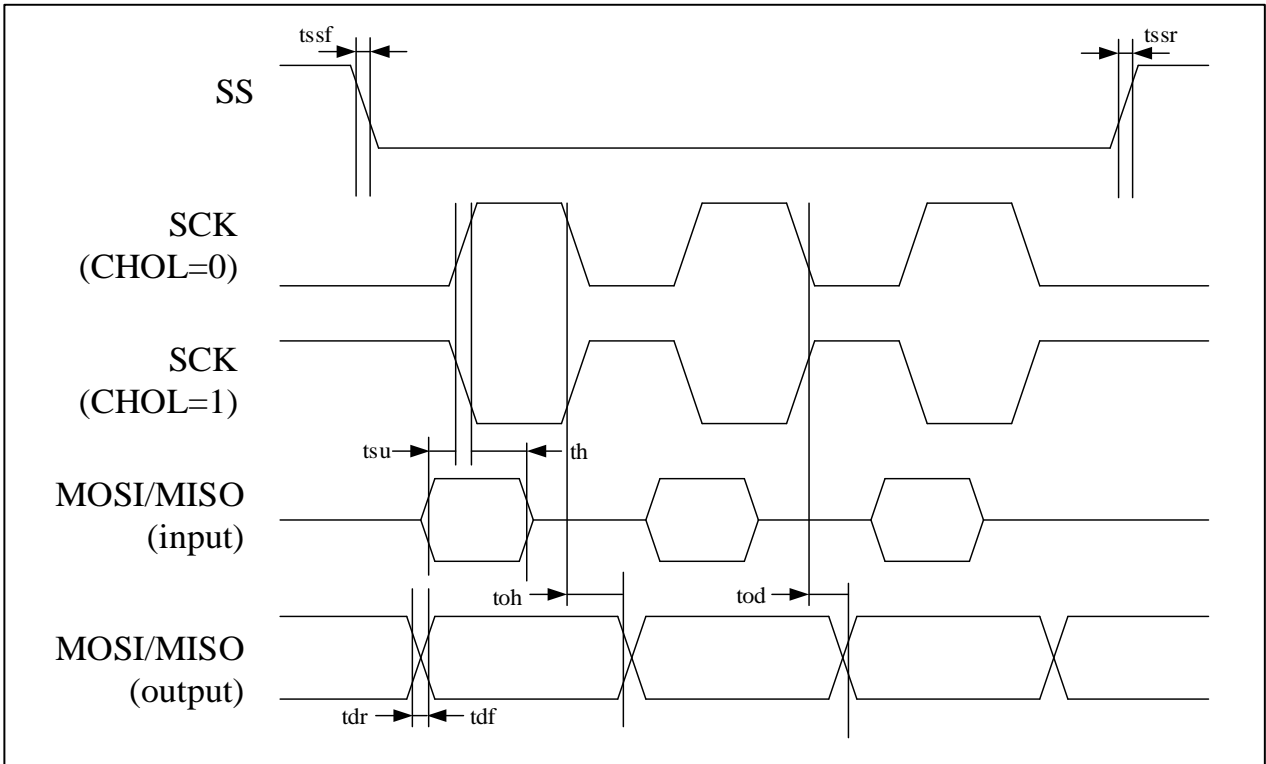 tssf
tssr
SS
SCK
(CHOL=0)
SCK
(CHOL=1)
tsu
th
MOSI/MISO
(input)
toh
tod
MOSI/MISO
(output)
tdr
tdf